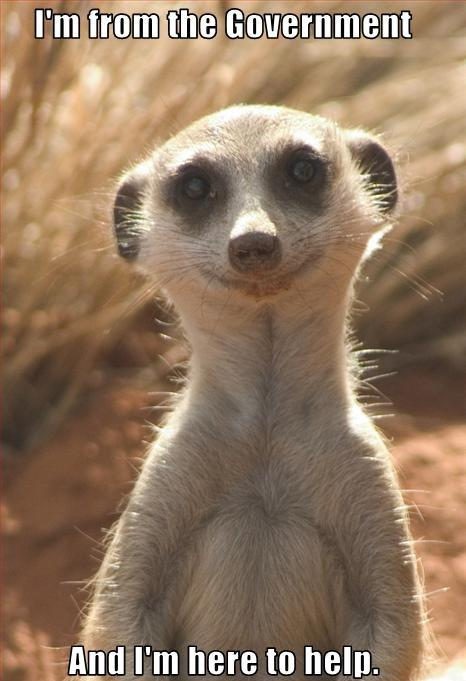 I'm from the Government
And I'm here to help.